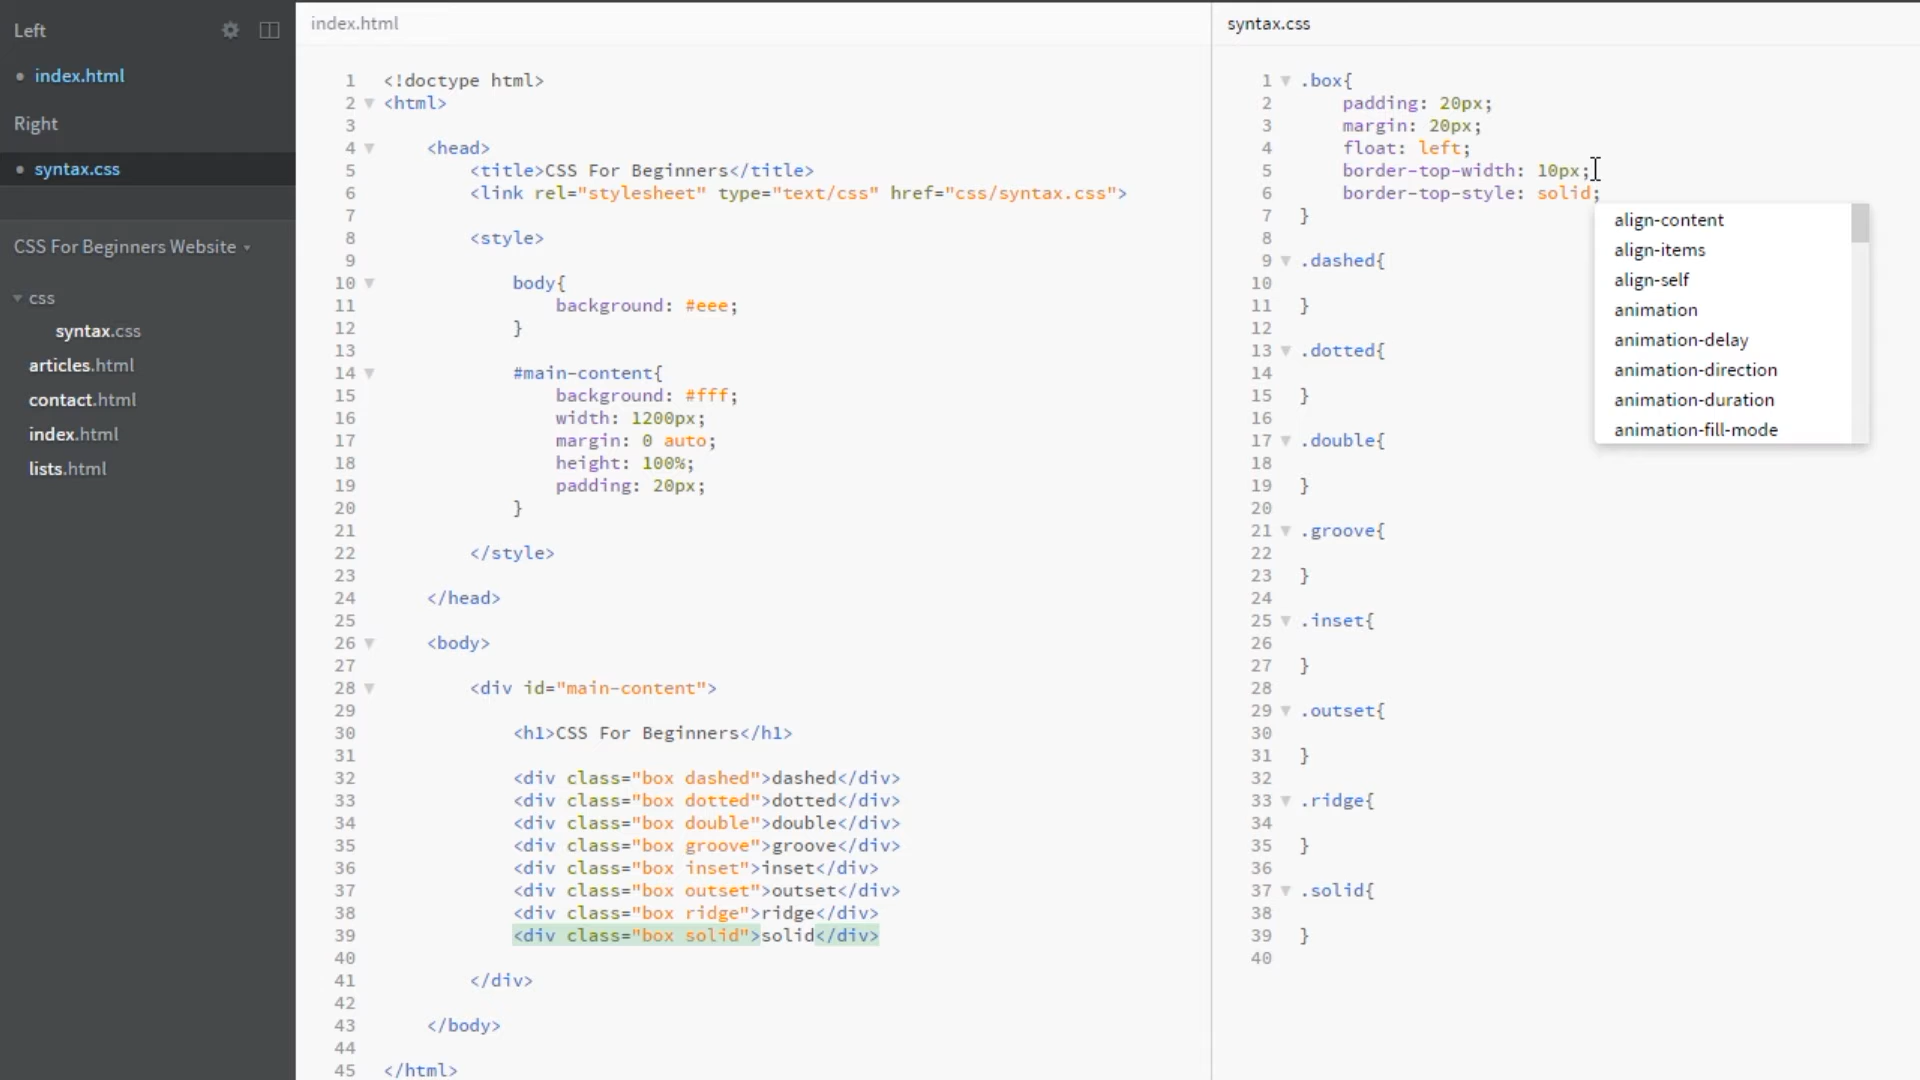 Left
index.html
Right
syntax.css
CSS For Beginners Website
css
syntax.css
articles.html
contact.html
index.html
lists.html
index.html
1 <!doctype html>
2 <html>
3
4 <head>
5 <title>CSS For Beginners</title>
6 <link rel="stylesheet" type="text/css" href="css/syntax.css">
7
8 <style>
9
10 body{
11 background: #eee;
12 }
13
14 #main-content{
15 background: #fff;
16 width: 1200px;
17 margin: 0 auto;
18 height: 100%;
19 padding: 20px;
20 }
21
22 </style>
23
24 </head>
25
26 <body>
27
28 <div id="main-content">
29
30 <h1>CSS For Beginners</h1>
31
32 <div class="box dashed">dashed</div>
33 <div class="box dotted">dotted</div>
34 <div class="box double">double</div>
35 <div class="box groove">groove</div>
36 <div class="box inset">inset</div>
37 <div class="box outset">outset</div>
38 <div class="box ridge">ridge</div>
39 <div class="box solid">solid</div>
40
41 </div>
42
43 </body>
44
45 </html>
syntax.css
1 .box{
2 padding: 20px;
3 margin: 20px;
4 float: left;
5 border-top-width: 10px;
6 border-top-style: solid;
7 }
8
9 .dashed{
10
11 }
12
13 .dotted{
14
15 }
16
17 .double{
18
19 }
20
21 .groove{
22
23 }
24
25 .inset{
26
27 }
28
29 .outset{
30
31 }
32
33 .ridge{
34
35 }
36
37 .solid{
38
39 }
40
align-content
align-items
align-self
animation
animation-delay
animation-direction
animation-duration
animation-fill-mode